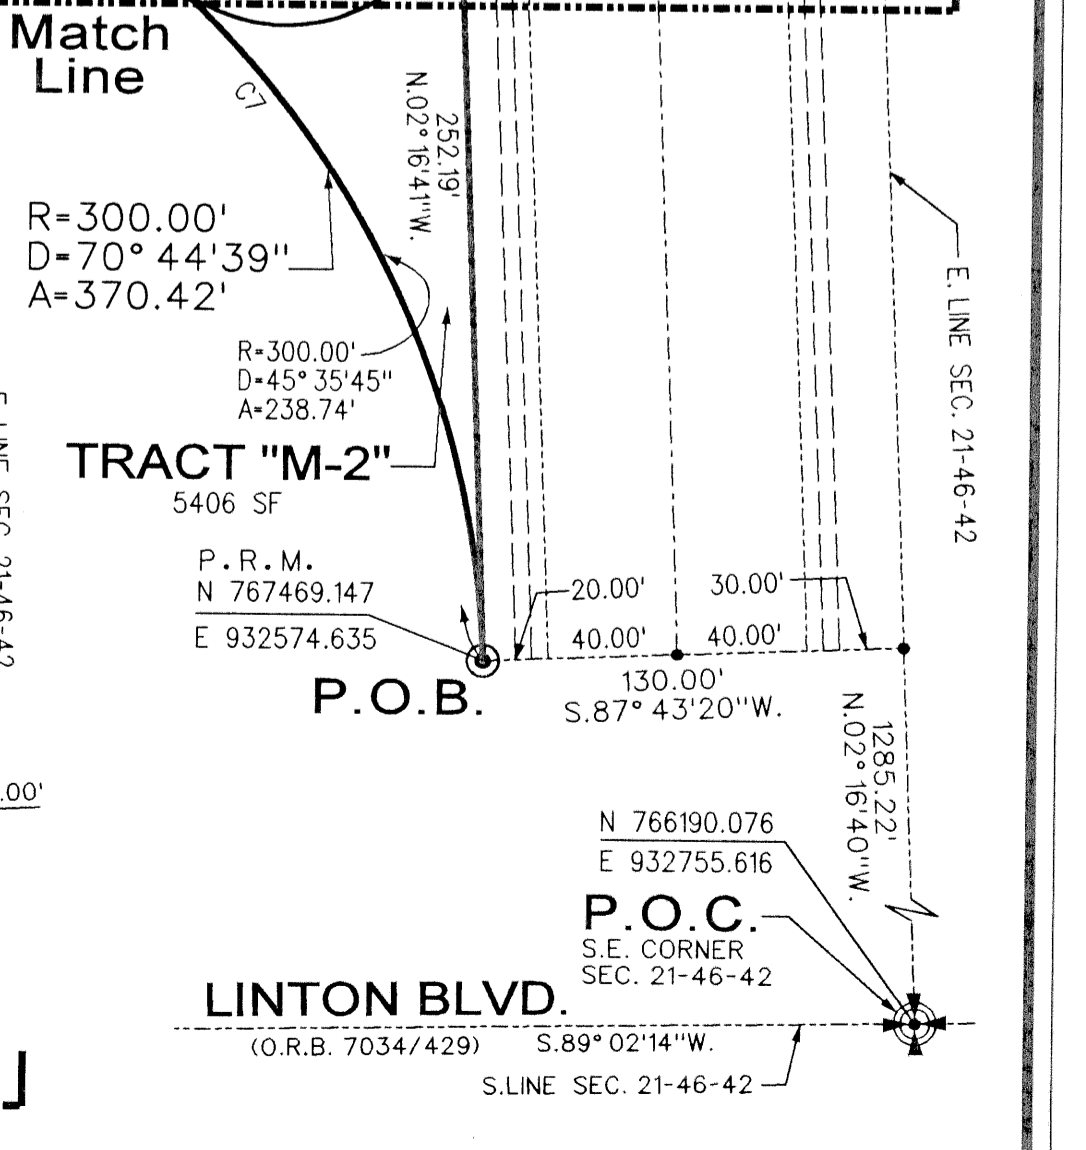 Match
Line
C7
252.19'
N.02°16'41"W.
R=300.00'
D=70°44'39"
A=370.42'
E. LINE SEC. 21-46-42
R=300.00'
D=45°35'45"
A=238.74'
TRACT "M-2"
5406 SF
P.R.M.
N 767469.147
E 932574.635
20.00'
30.00'
40.00'
40.00'
P.O.B.
130.00'
S.87°43'20"W.
1285.22'
N.02°16'40"W.
.00'
N 766190.076
E 932755.616
P.O.C.
S.E. CORNER
SEC. 21-46-42
LINTON BLVD.
(O.R.B. 7034/429)
S.89°02'14"W.
S.LINE SEC. 21-46-42